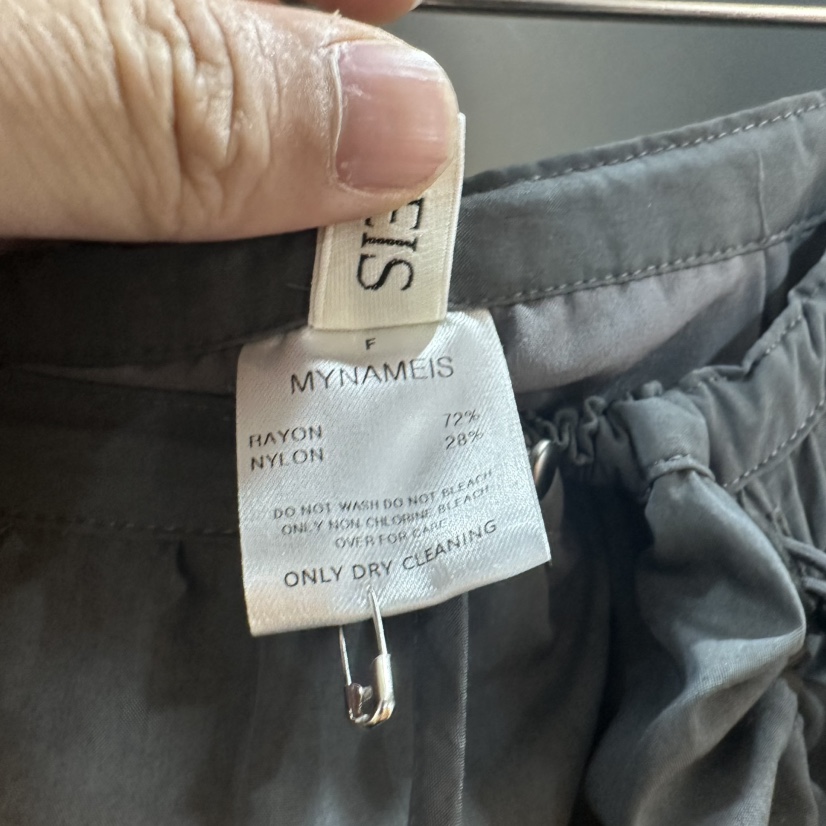 EIS
F
MYNAMEIS
RAYON 72%
NYLON 28%
DO NOT WASH DO NOT BLEACH
ONLY NON CHLORINE BLEACH
OVER FOR CARE
ONLY DRY CLEANING